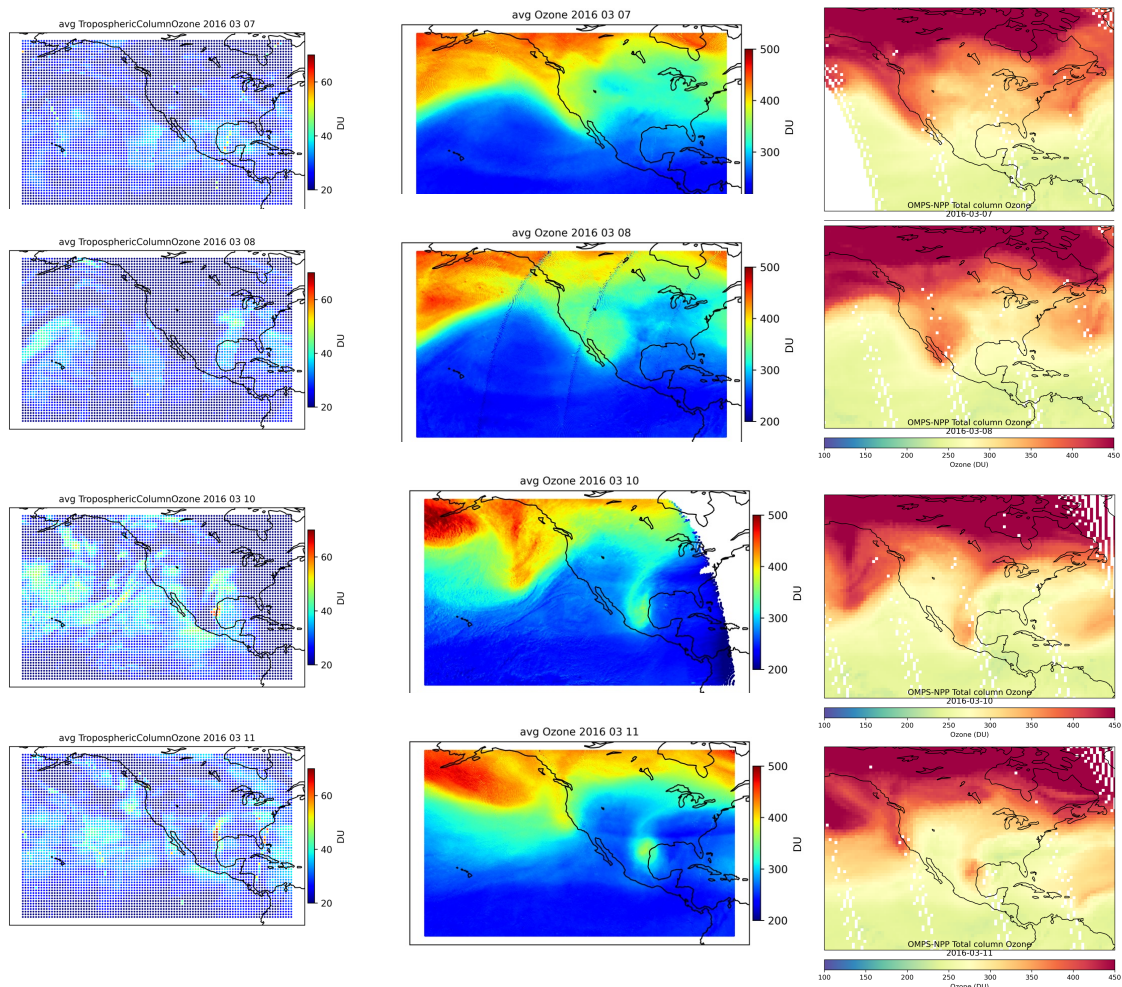 avg TroposphericColumnOzone 2016 03 07
60
40
20
DU
avg Ozone 2016 03 07
500
400
300
DU
OMPS-NPP Total column Ozone
2016-03-07
avg TroposphericColumnOzone 2016 03 08
60
40
20
DU
avg Ozone 2016 03 08
500
400
300
200
DU
OMPS-NPP Total column Ozone
2016-03-08
100 150 200 250 300 350 400 450
Ozone (DU)
avg TroposphericColumnOzone 2016 03 10
60
40
20
DU
avg Ozone 2016 03 10
500
400
300
200
DU
OMPS-NPP Total column Ozone
2016-03-10
100 150 200 250 300 350 400 450
Ozone (DU)
avg TroposphericColumnOzone 2016 03 11
60
40
20
DU
avg Ozone 2016 03 11
500
400
300
200
DU
OMPS-NPP Total column Ozone
2016-03-11
100 150 200 250 300 350 400 450
Ozone (DU)